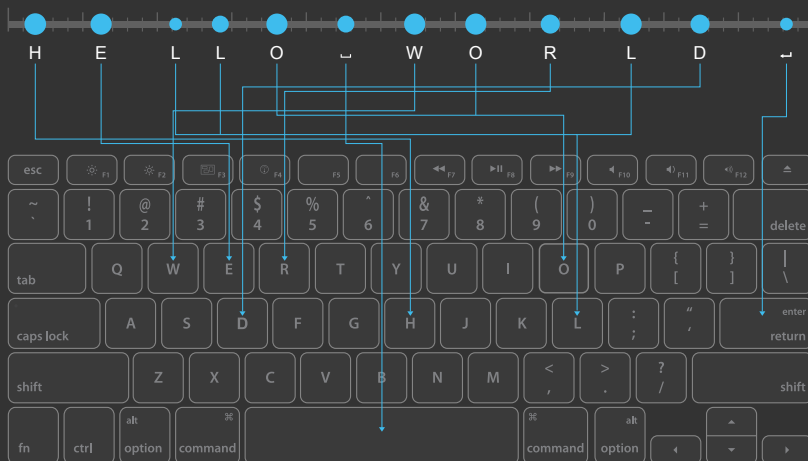 H E L L O ⎵ W O R L D ↵
esc F1 F2 F3 F4 F5 F6 F7 F8 F9 F10 F11 F12
~ ! @ # $ % ^ & * ( ) _ +
` 1 2 3 4 5 6 7 8 9 0 - = delete
tab Q W E R T Y U I O P { [ } ] | \
caps lock A S D F G H J K L : ; " ' enter return
shift Z X C V B N M < , > . ? / shift
fn ctrl alt option ⌘ command ⌘ command alt option